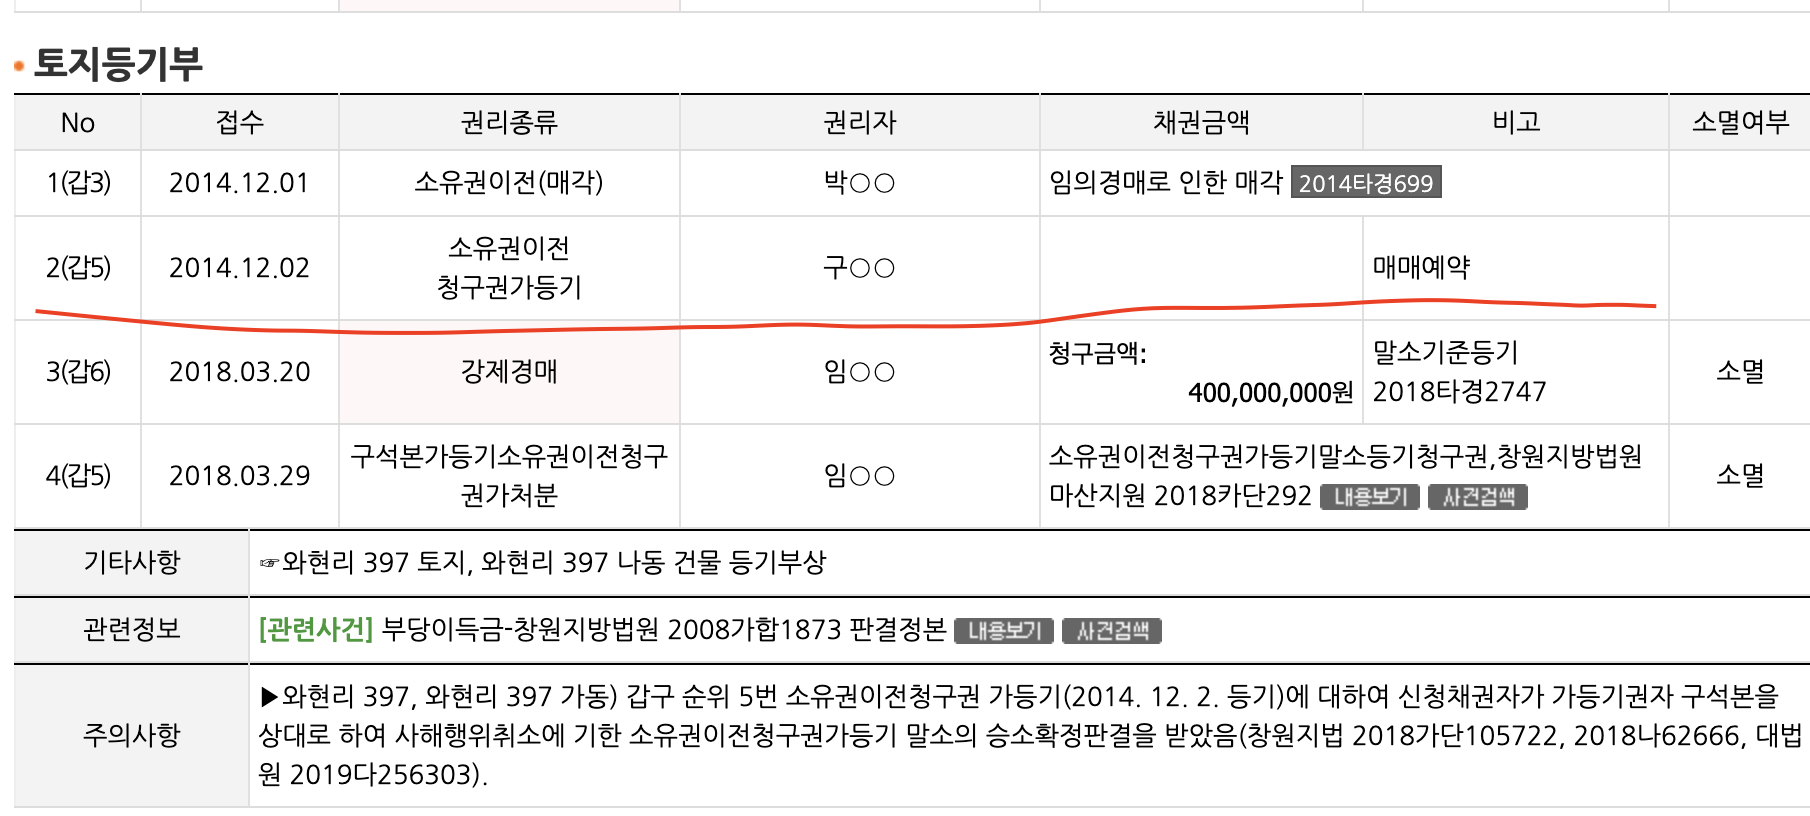 토지등기부
No 접수 권리종류 권리자 채권금액 비고 소멸여부
1(갑3) 2014.12.01 소유권이전(매각) 박○○ 임의경매로 인한 매각 2014타경699
2(갑5) 2014.12.02 소유권이전
청구권가등기 구○○ 매매예약
3(갑6) 2018.03.20 강제경매 임○○ 청구금액:
400,000,000원 말소기준등기
2018타경2747 소멸
4(갑5) 2018.03.29 구석본가등기소유권이전청구
권가처분 임○○ 소유권이전청구권가등기말소등기청구권,창원지방법원
마산지원 2018카단292 내용보기 사건검색 소멸
기타사항 ☞와현리 397 토지, 와현리 397 나동 건물 등기부상
관련정보 [관련사건] 부당이득금-창원지방법원 2008가합1873 판결정본 내용보기 사건검색
주의사항 ▶와현리 397, 와현리 397 가동) 갑구 순위 5번 소유권이전청구권 가등기(2014. 12. 2. 등기)에 대하여 신청채권자가 가등기권자 구석본을
상대로 하여 사해행위취소에 기한 소유권이전청구권가등기 말소의 승소확정판결을 받았음(창원지법 2018가단105722, 2018나62666, 대법
원 2019다256303).